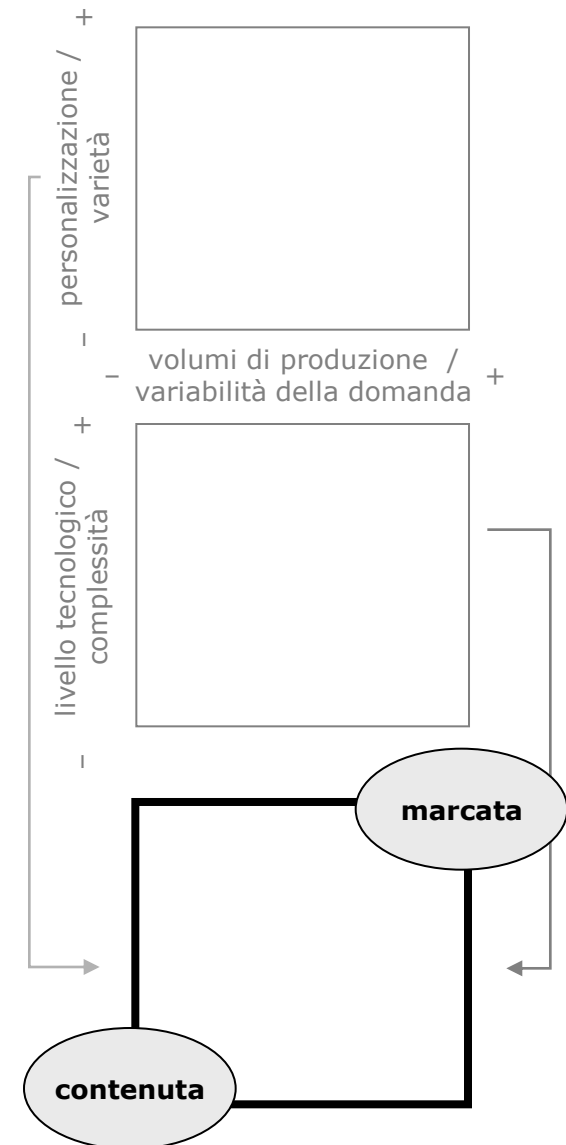 +
personalizzazione /
varietà
–
– volumi di produzione / +
variabilità della domanda
+
livello tecnologico /
complessità
–
marcata
contenuta